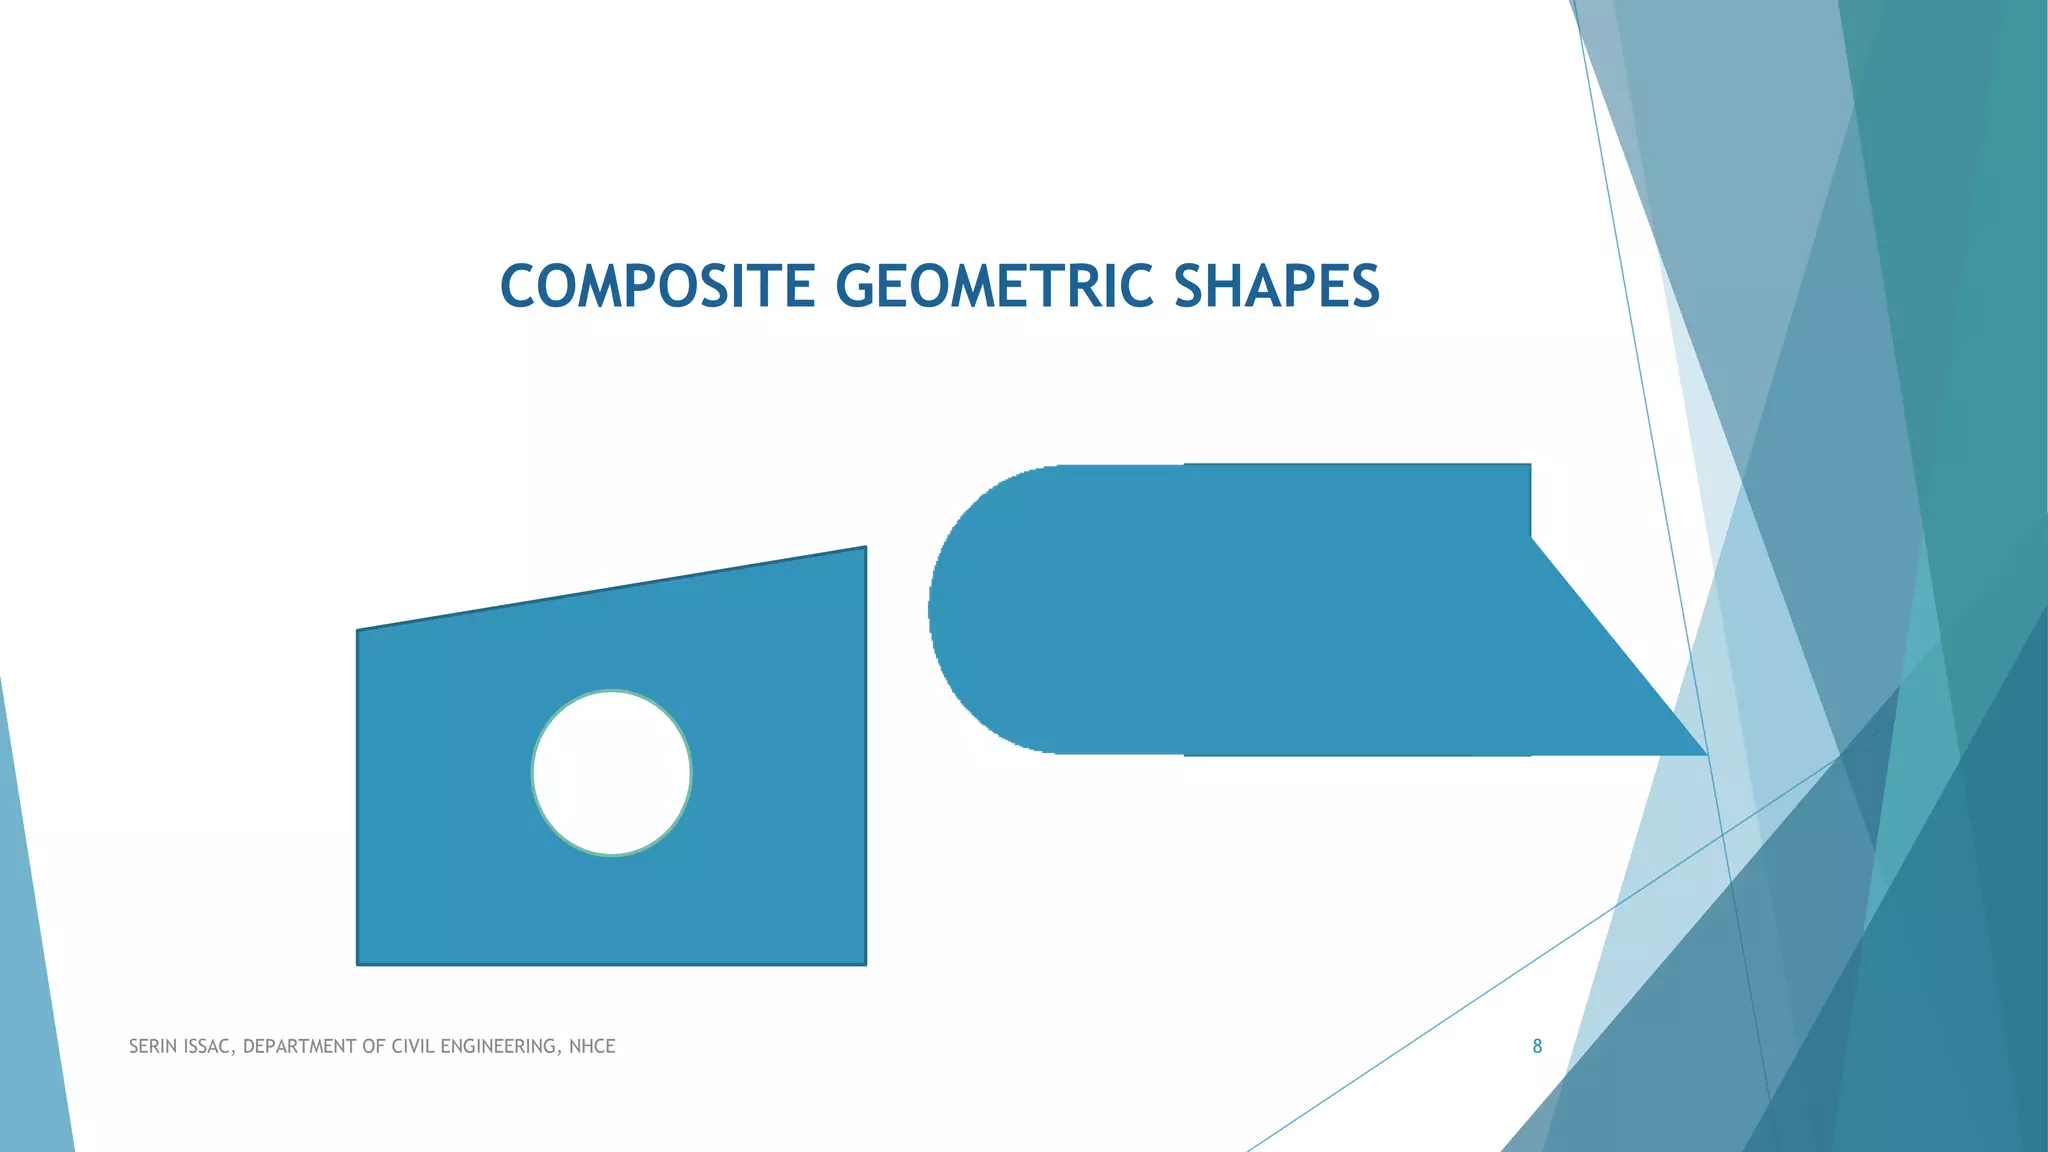 COMPOSITE GEOMETRIC SHAPES
SERIN ISSAC, DEPARTMENT OF CIVIL ENGINEERING, NHCE
8